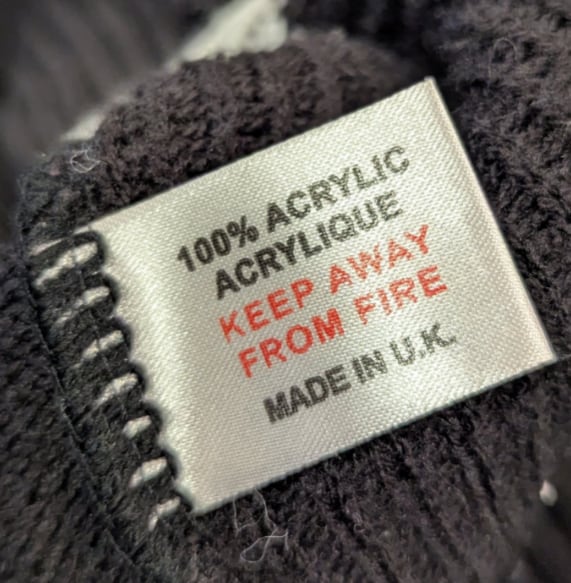 100% ACRYLIC
ACRYLIQUE
KEEP AWAY
FROM FIRE
MADE IN U.K.